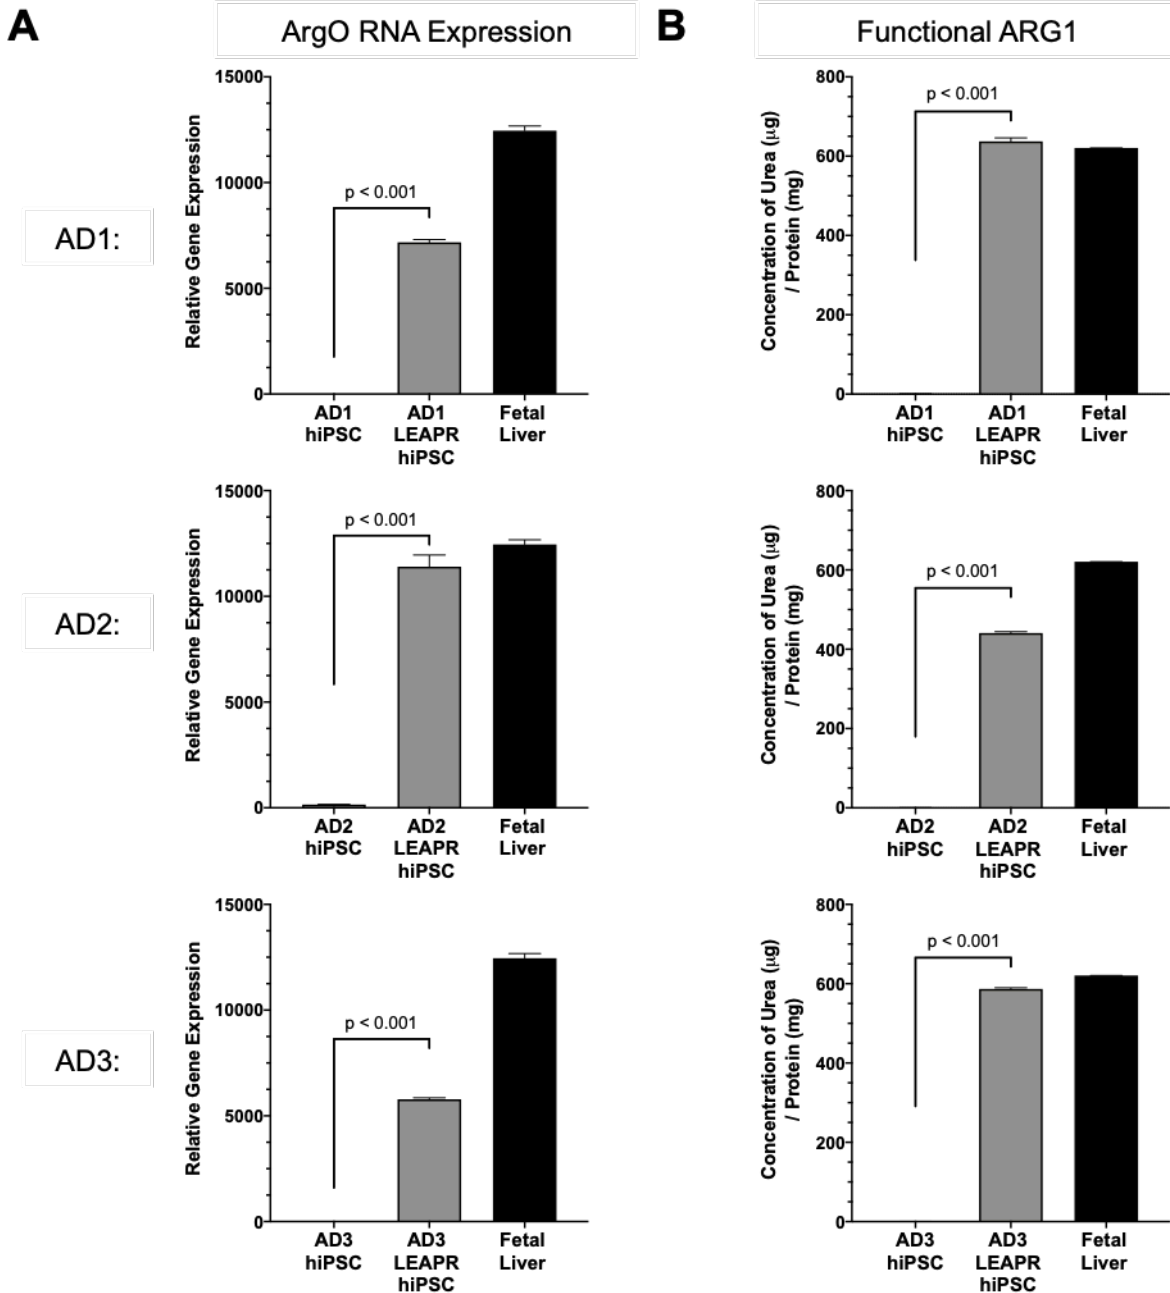 A
ArgO RNA Expression
B
Functional ARG1
AD1:
Relative Gene Expression
15000
10000
5000
0
p < 0.001
AD1
hiPSC
AD1
LEAPR
hiPSC
Fetal
Liver
Concentration of Urea (μg)
/ Protein (mg)
800
600
400
200
0
p < 0.001
AD1
hiPSC
AD1
LEAPR
hiPSC
Fetal
Liver
AD2:
Relative Gene Expression
15000
10000
5000
0
p < 0.001
AD2
hiPSC
AD2
LEAPR
hiPSC
Fetal
Liver
Concentration of Urea (μg)
/ Protein (mg)
800
600
400
200
0
p < 0.001
AD2
hiPSC
AD2
LEAPR
hiPSC
Fetal
Liver
AD3:
Relative Gene Expression
15000
10000
5000
0
p < 0.001
AD3
hiPSC
AD3
LEAPR
hiPSC
Fetal
Liver
Concentration of Urea (μg)
/ Protein (mg)
800
600
400
200
0
p < 0.001
AD3
hiPSC
AD3
LEAPR
hiPSC
Fetal
Liver